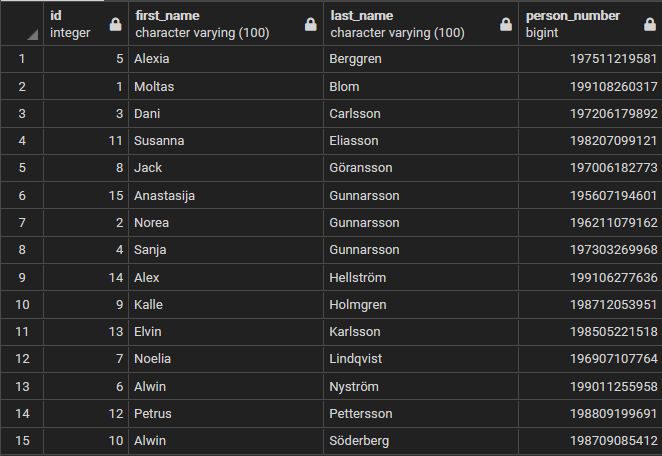 id first_name last_name person_number
integer character varying (100) character varying (100) bigint
1 5 Alexia Berggren 197511219581
2 1 Moltas Blom 199108260317
3 3 Dani Carlsson 197206179892
4 11 Susanna Eliasson 198207099121
5 8 Jack Göransson 197006182773
6 15 Anastasija Gunnarsson 195607194601
7 2 Norea Gunnarsson 196211079162
8 4 Sanja Gunnarsson 197303269968
9 14 Alex Hellström 199106277636
10 9 Kalle Holmgren 198712053951
11 13 Elvin Karlsson 198505221518
12 7 Noelia Lindqvist 196907107764
13 6 Alwin Nyström 199011255958
14 12 Petrus Pettersson 198809199691
15 10 Alwin Söderberg 198709085412